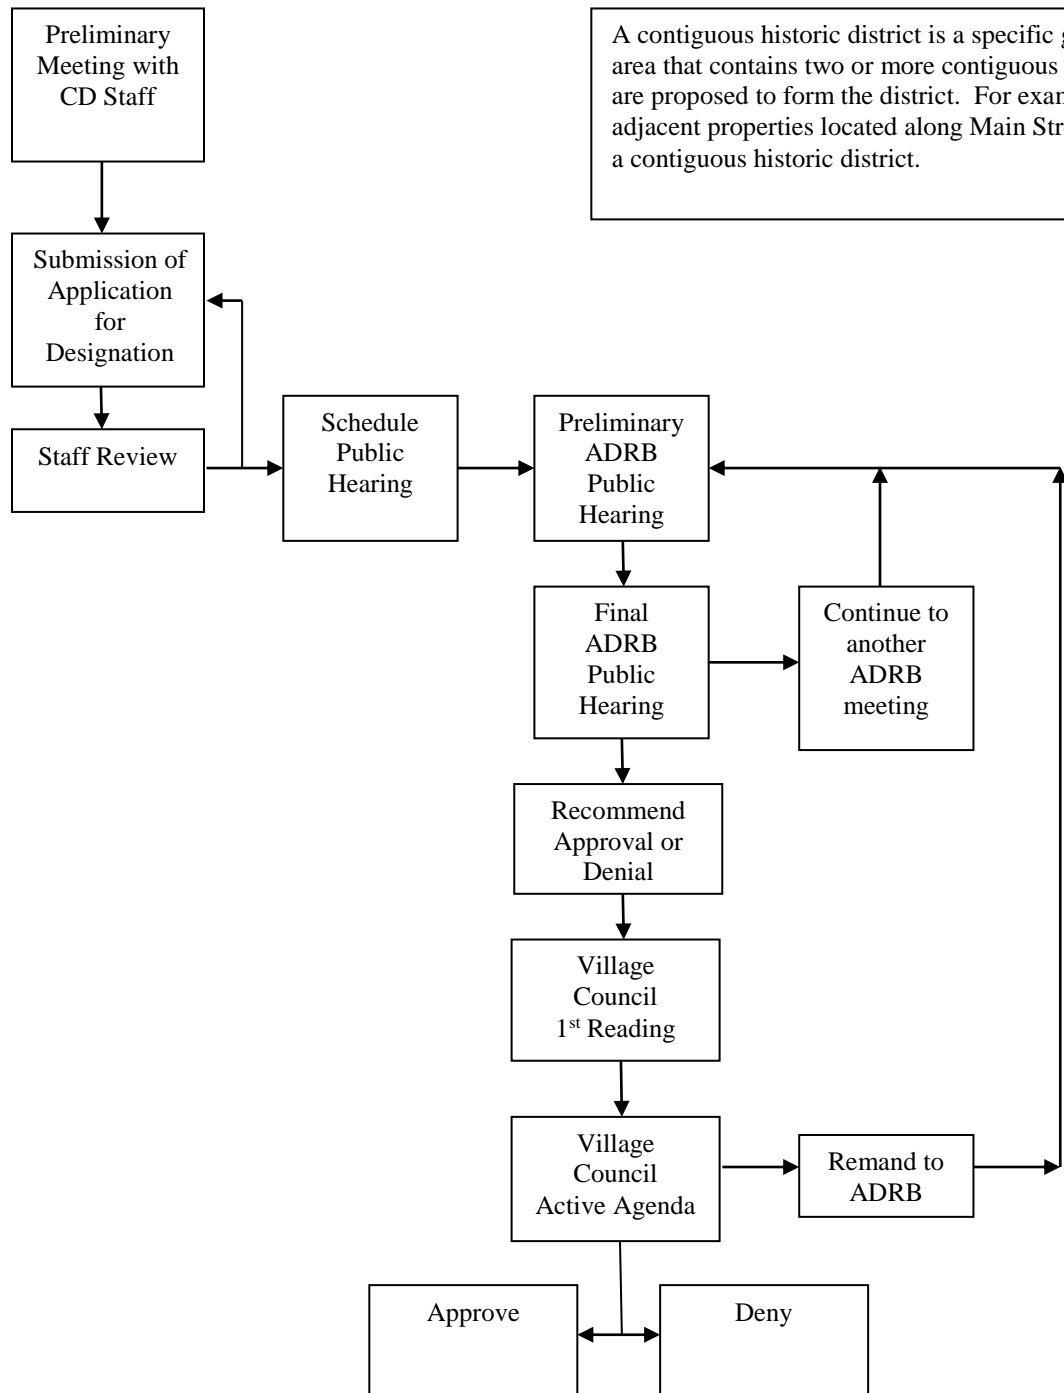 Preliminary
Meeting with
CD Staff
A contiguous historic district is a specific
area that contains two or more contiguous
are proposed to form the district.  For
adjacent properties located along Main
a contiguous historic district.
Submission of
Application
for
Designation
Staff Review
Schedule
Public
Hearing
Preliminary
ADRB
Public
Hearing
Final
ADRB
Public
Hearing
Continue to
another
ADRB
meeting
Recommend
Approval or
Denial
Village
Council
1st Reading
Village
Council
Active Agenda
Remand to
ADRB
Approve
Deny